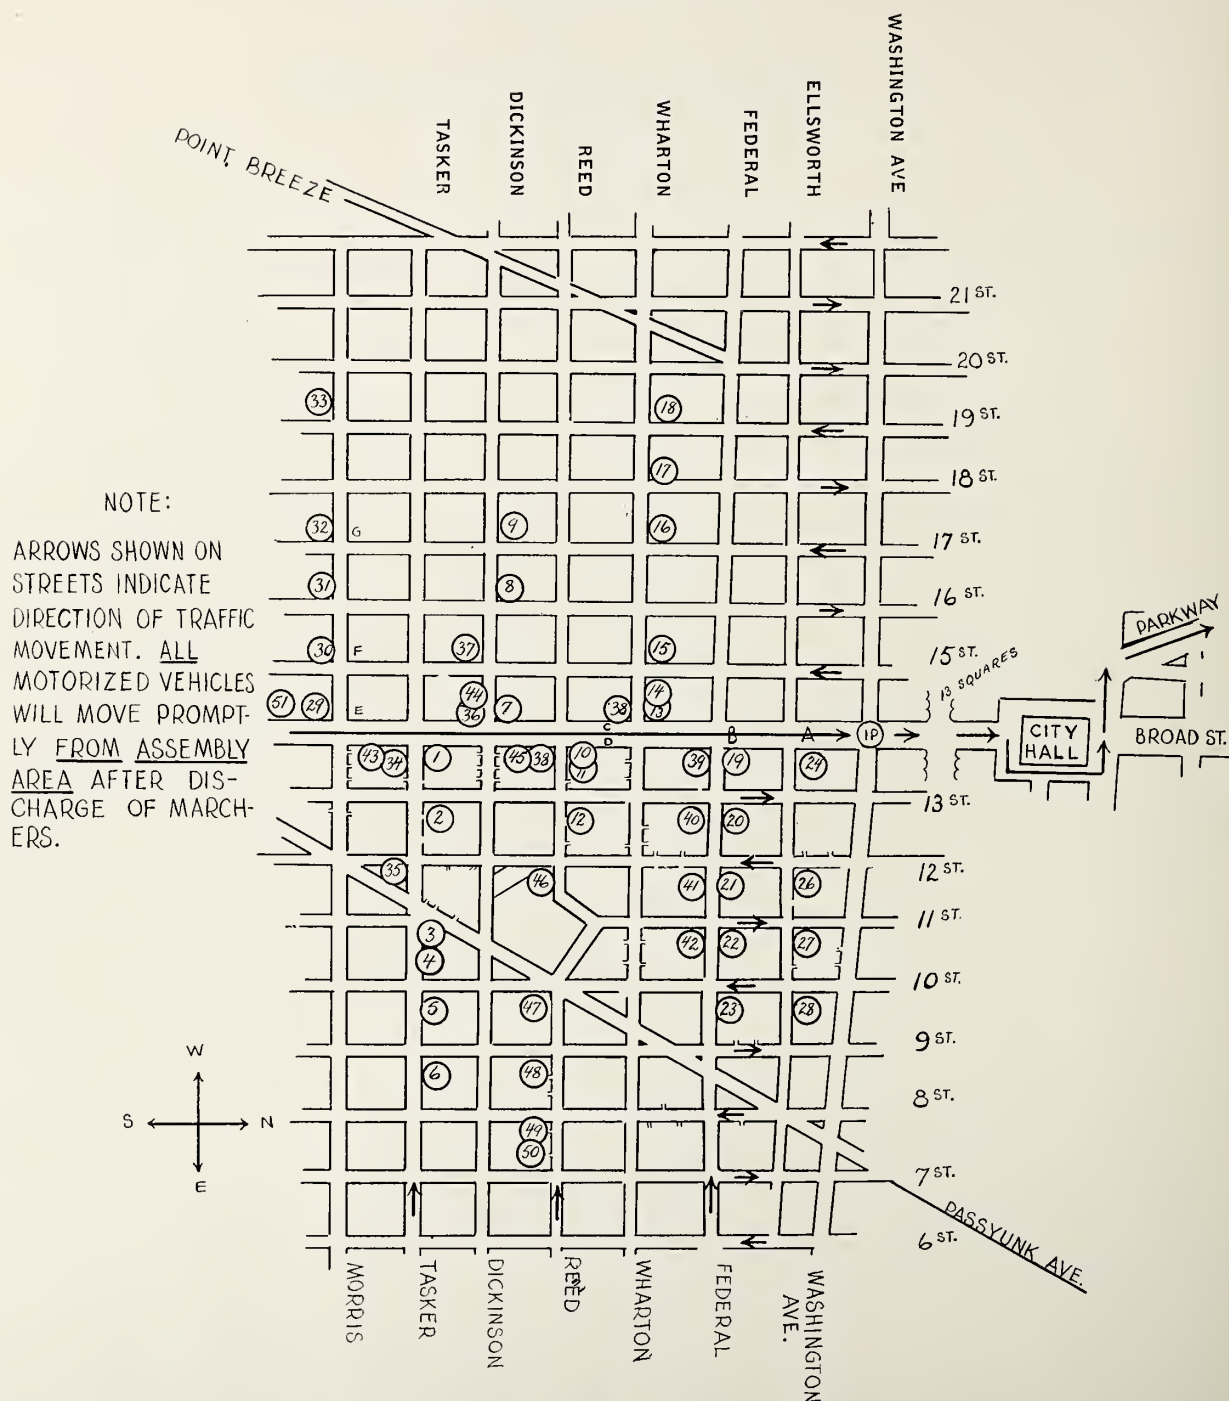 WASHINGTON AVE
ELLSWORTH
FEDERAL
WHARTON
REED
DICKINSON
TASKER
POINT BREEZE
21 ST.
20 ST.
33
18
19 ST.
17
18 ST.
NOTE:
ARROWS SHOWN ON
STREETS INDICATE
DIRECTION OF TRAFFIC
MOVEMENT. ALL
MOTORIZED VEHICLES
WILL MOVE PROMPT-
LY FROM ASSEMBLY
AREA AFTER DIS-
CHARGE OF MARCH-
ERS.
32 G 9 16
17 ST.
31 8
16 ST.
30 F 37 15
15 ST.
13 SQUARES
PARKWAY
51 29 E 44 36 7 38 14 13
C
D
B
A
1P
CITY
HALL
BROAD ST.
43 34 1 45 38 10 11 39 19 24
13 ST.
2 12 40 20
12 ST.
35 46 41 21 26
11 ST.
3 42 22 27
4
10 ST.
5 47 23 28
9 ST.
6 48
8 ST.
49
50
7 ST.
6 ST.
PASSYUNK AVE.
W
S N
E
MORRIS
TASKER
DICKINSON
REED
WHARTON
FEDERAL
WASHINGTON
AVE.